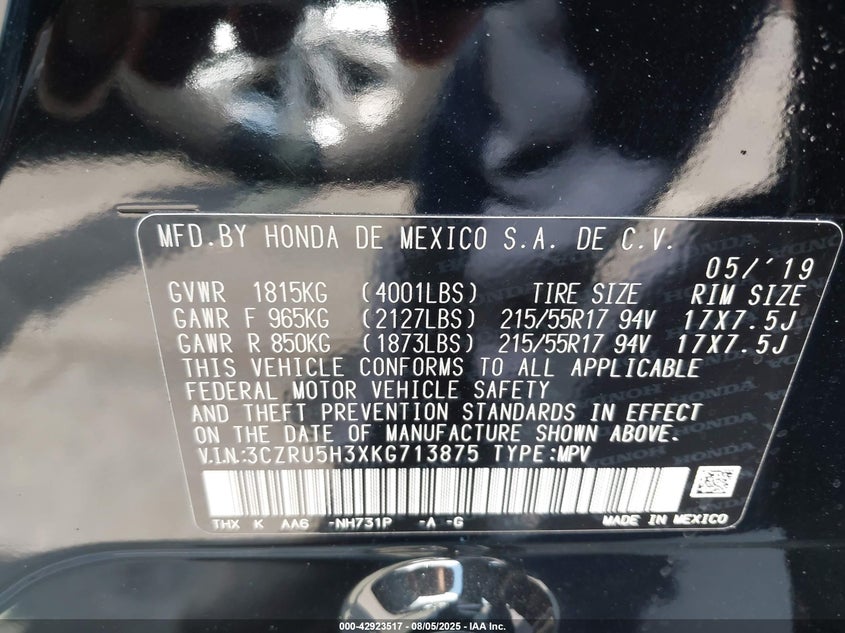 MFD.BY HONDA DE MEXICO S.A. DE C.V.
05/'19
GVWR 1815KG (4001LBS) TIRE SIZE RIM SIZE
GAWR F 965KG (2127LBS) 215/55R17 94V 17X7.5J
GAWR R 850KG (1873LBS) 215/55R17 94V 17X7.5J
THIS VEHICLE CONFORMS TO ALL APPLICABLE
FEDERAL MOTOR VEHICLE SAFETY
AND THEFT PREVENTION STANDARDS IN EFFECT
ON THE DATE OF MANUFACTURE SHOWN ABOVE.
V.I.N.:3CZRU5H3XKG713875 TYPE:MPV
THX K AA6 -NH731P -A -G MADE IN MEXICO
000-42923517 - 08/05/2025 - IAA Inc.